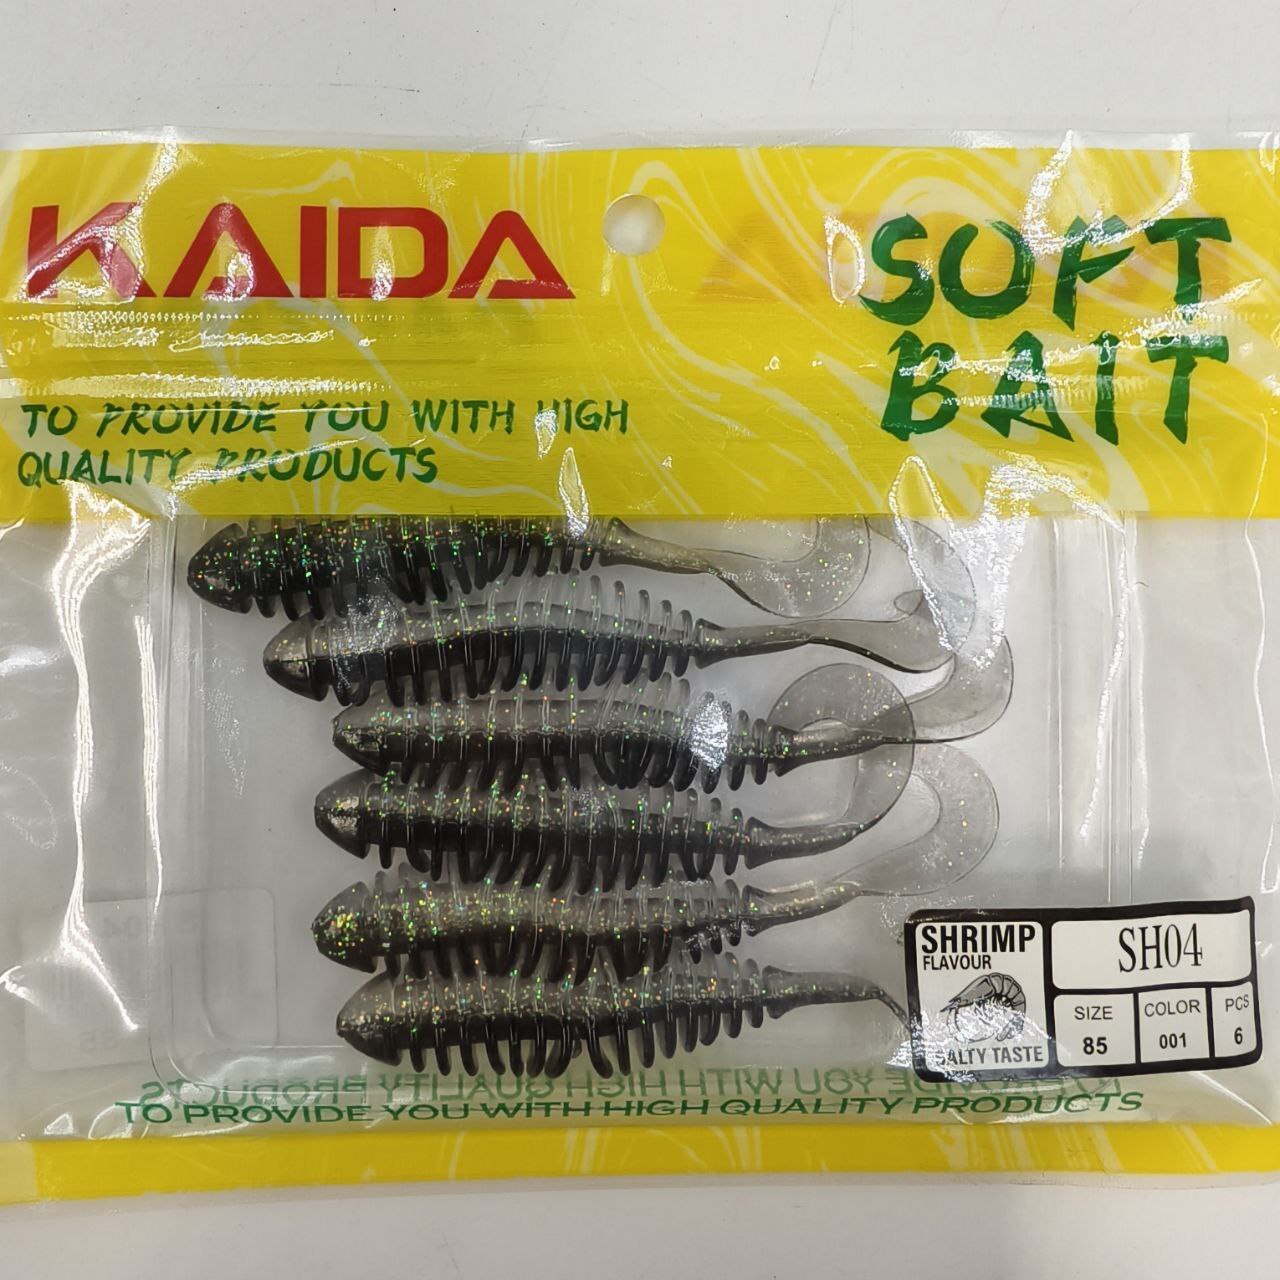 KAIDA
SOFT
BAIT
TO PROVIDE YOU WITH HIGH
QUALITY PRODUCTS
SHRIMP
FLAVOUR
SALTY TASTE
SH04
SIZE
85
COLOR
001
PCS
6
TO PROVIDE YOU WITH HIGH QUALITY PRODUCTS